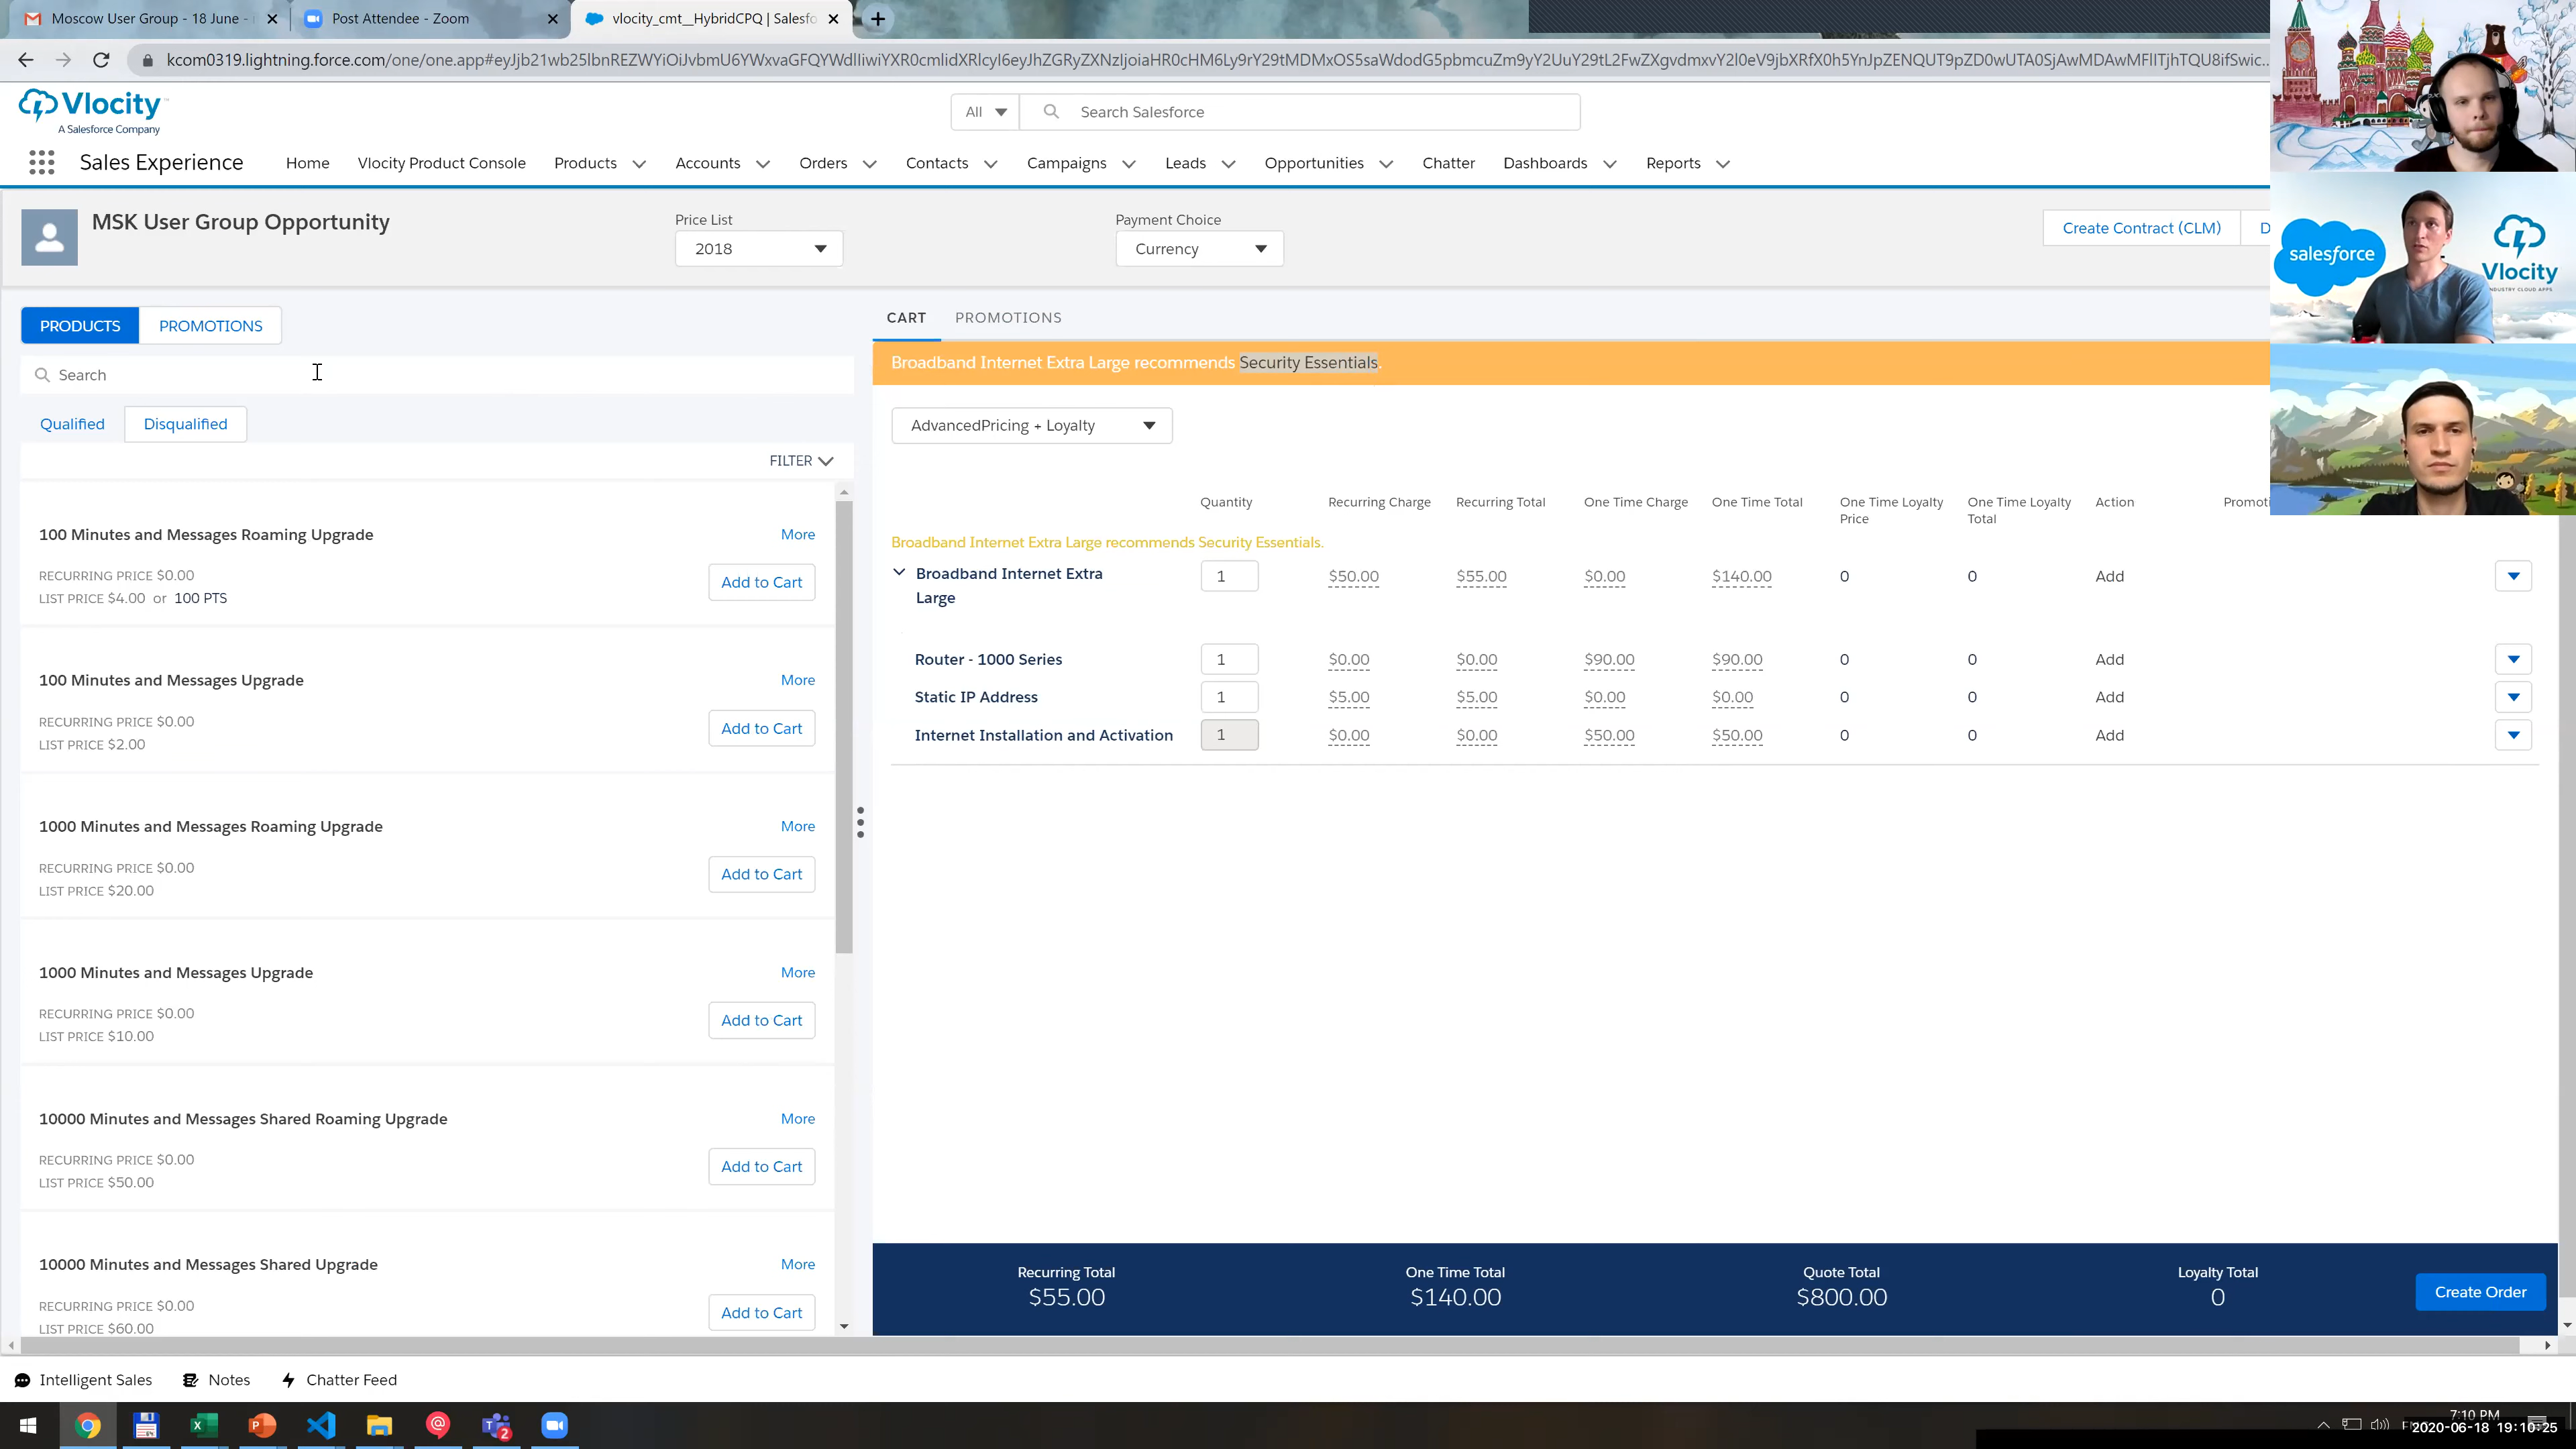 Moscow User Group - 18 June -
Post Attendee - Zoom
vlocity_cmt__HybridCPQ | Salesfo
Vlocity
A Salesforce Company
All
Search Salesforce
Sales Experience
Home
Vlocity Product Console
Products
Accounts
Orders
Contacts
Campaigns
Leads
Opportunities
Chatter
Dashboards
Reports
MSK User Group Opportunity
Price List
2018
Payment Choice
Currency
Create Contract (CLM)
D
salesforce
Vlocity
INDUSTRY CLOUD APPS
PRODUCTS
PROMOTIONS
Search
Qualified
Disqualified
FILTER
100 Minutes and Messages Roaming Upgrade
More
RECURRING PRICE $0.00
LIST PRICE $4.00 or 100 PTS
Add to Cart
100 Minutes and Messages Upgrade
More
RECURRING PRICE $0.00
LIST PRICE $2.00
Add to Cart
1000 Minutes and Messages Roaming Upgrade
More
RECURRING PRICE $0.00
LIST PRICE $20.00
Add to Cart
1000 Minutes and Messages Upgrade
More
RECURRING PRICE $0.00
LIST PRICE $10.00
Add to Cart
10000 Minutes and Messages Shared Roaming Upgrade
More
RECURRING PRICE $0.00
LIST PRICE $50.00
Add to Cart
10000 Minutes and Messages Shared Upgrade
More
RECURRING PRICE $0.00
LIST PRICE $60.00
Add to Cart
CART
PROMOTIONS
Broadband Internet Extra Large recommends Security Essentials.
AdvancedPricing + Loyalty
Quantity
Recurring Charge
Recurring Total
One Time Charge
One Time Total
One Time Loyalty
Price
One Time Loyalty
Total
Action
Promoti
Broadband Internet Extra Large recommends Security Essentials.
Broadband Internet Extra
Large
1 $50.00 $55.00 $0.00 $140.00 0 0 Add
Router - 1000 Series 1 $0.00 $0.00 $90.00 $90.00 0 0 Add
Static IP Address 1 $5.00 $5.00 $0.00 $0.00 0 0 Add
Internet Installation and Activation 1 $0.00 $0.00 $50.00 $50.00 0 0 Add
Recurring Total
$55.00
One Time Total
$140.00
Quote Total
$800.00
Loyalty Total
0
Create Order
Intelligent Sales
Notes
Chatter Feed
2
7:10 PM
2020-06-18 19:10:25